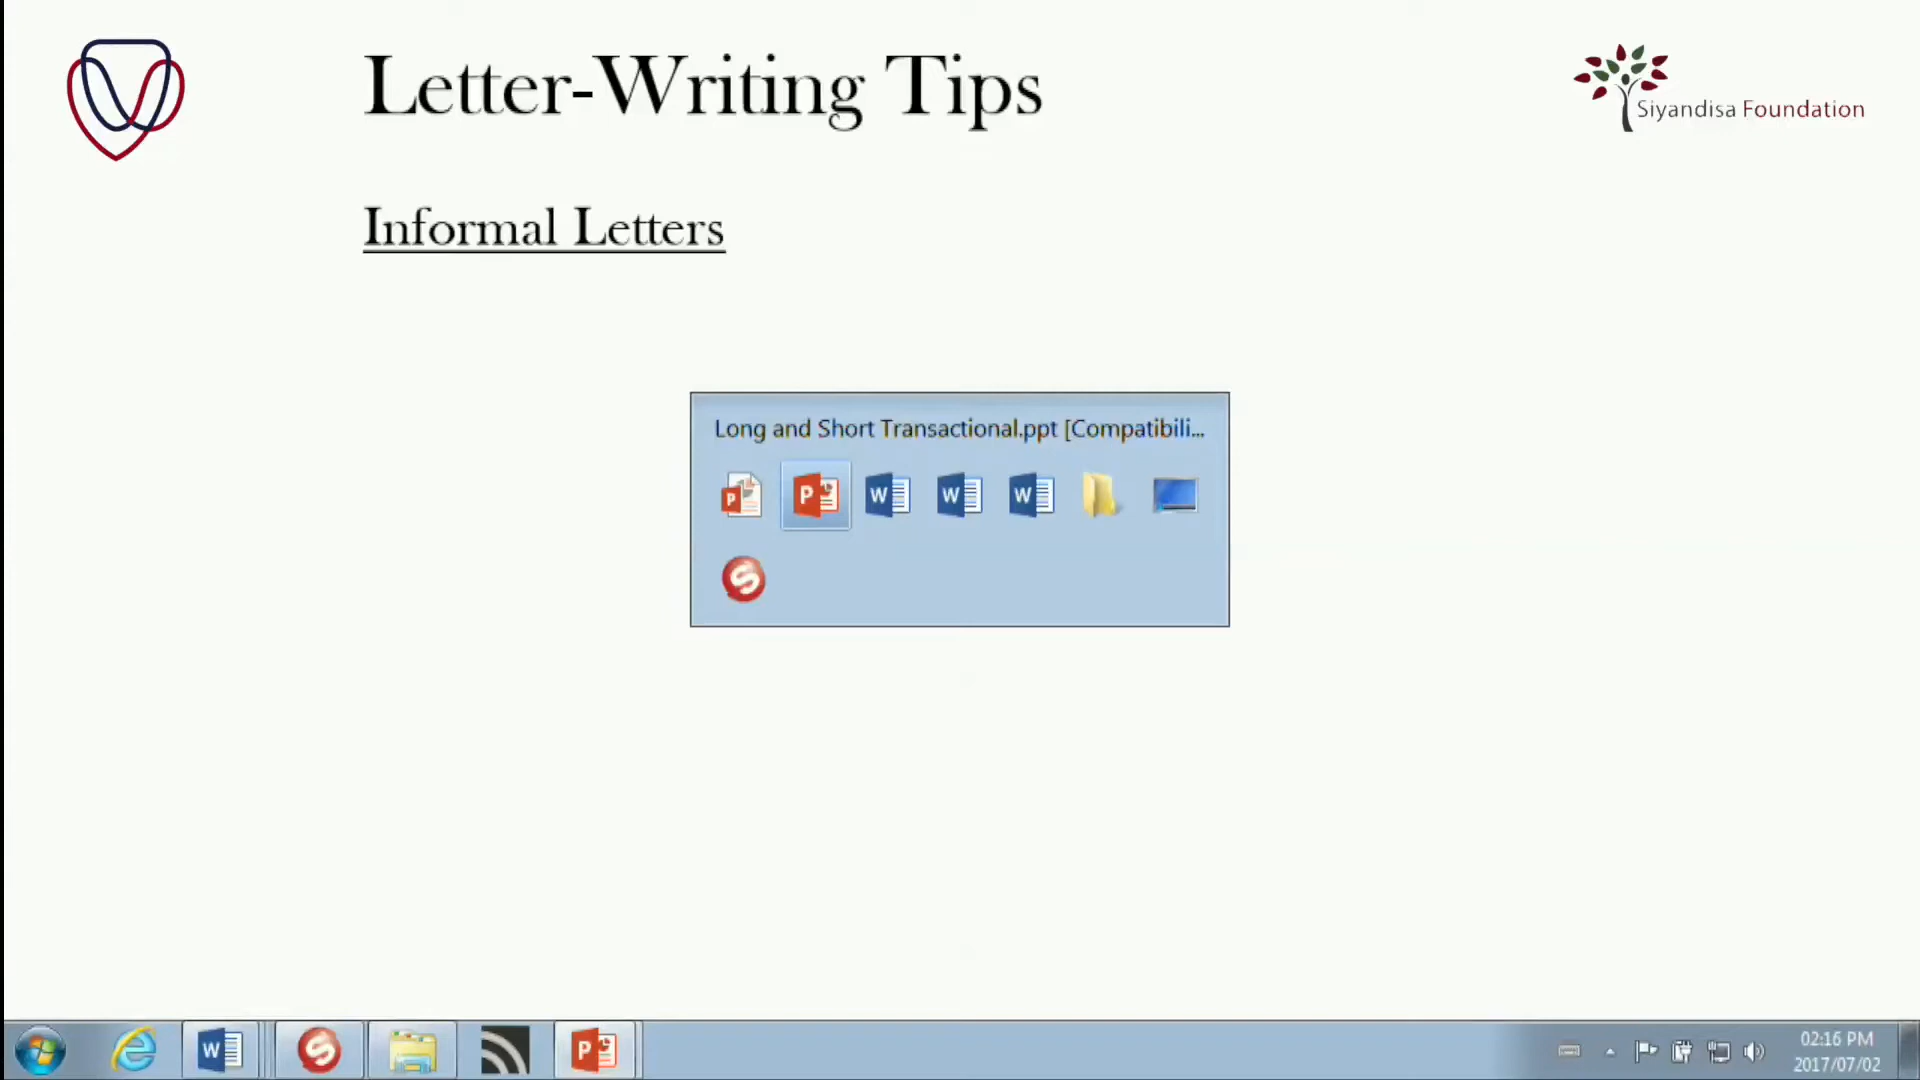 Letter-Writing Tips
Siyandisa Foundation
Informal Letters
Long and Short Transactional.ppt [Compatibili...
02:16 PM
2017/07/02